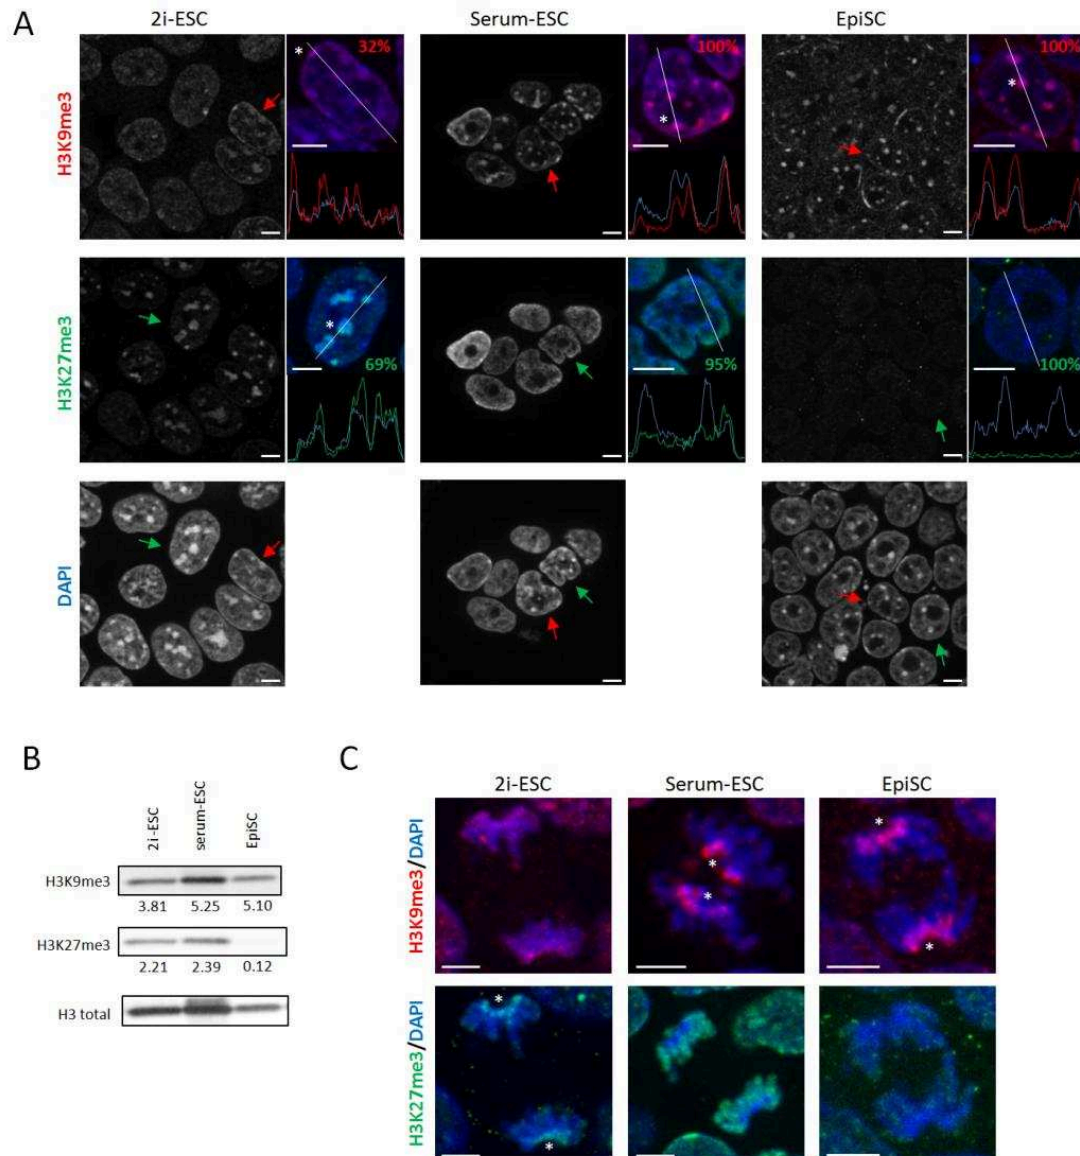 A
2i-ESC
Serum-ESC
EpiSC
H3K9me3
*
32%
100%
*
100%
*
H3K27me3
*
69%
95%
100%
DAPI
B
2i-ESC
serum-ESC
EpiSC
H3K9me3
3.81 5.25 5.10
H3K27me3
2.21 2.39 0.12
H3 total
C
2i-ESC
Serum-ESC
EpiSC
H3K9me3/DAPI
*
*
*
*
H3K27me3/DAPI
*
*